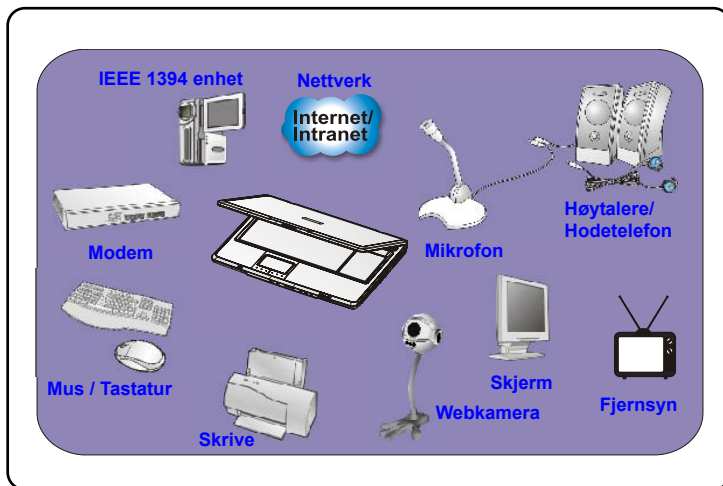 IEEE 1394 enhet
Nettverk
Internet/
Intranet
Modem
Mikrofon
Høytalere/
Hodetelefon
Mus / Tastatur
Skrive
Webkamera
Skjerm
Fjernsyn